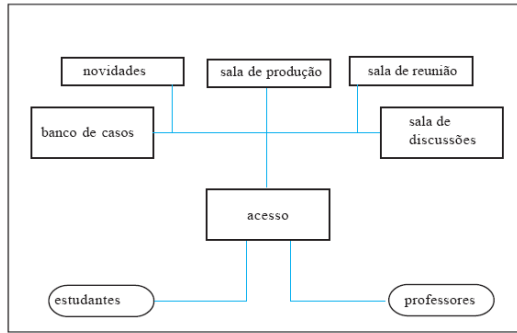 novidades
sala de produção
sala de reunião
banco de casos
sala de
discussões
acesso
estudantes
professores